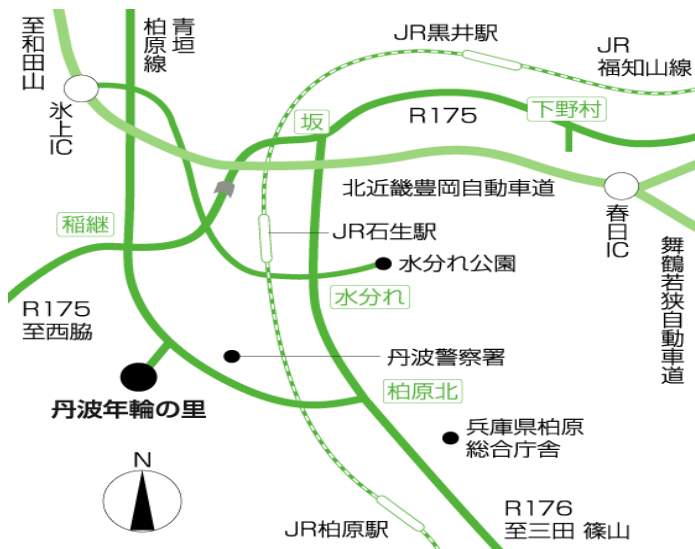 至和田山
青垣
柏原線
JR黒井駅
JR
福知山線
氷上IC
坂
R175
下野村
北近畿豊岡自動車道
春日IC
稲継
JR石生駅
水分れ公園
舞鶴若狭自動車道
R175
至西脇
水分れ
丹波警察署
丹波年輪の里
柏原北
兵庫県柏原
総合庁舎
N
R176
至三田 篠山
JR柏原駅